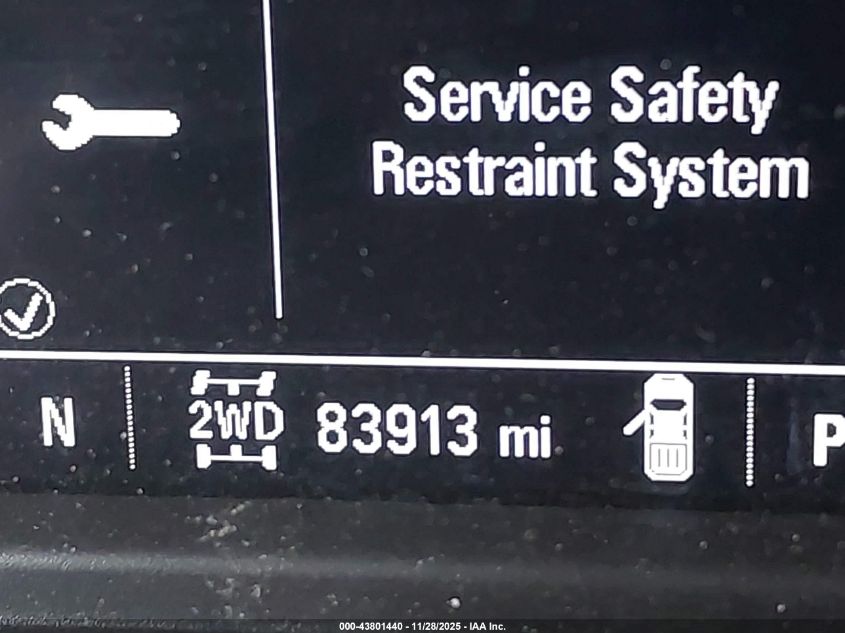 Service Safety
Restraint System
N
2WD
83913 mi
P
000-43801440 - 11/28/2025 - IAA Inc.